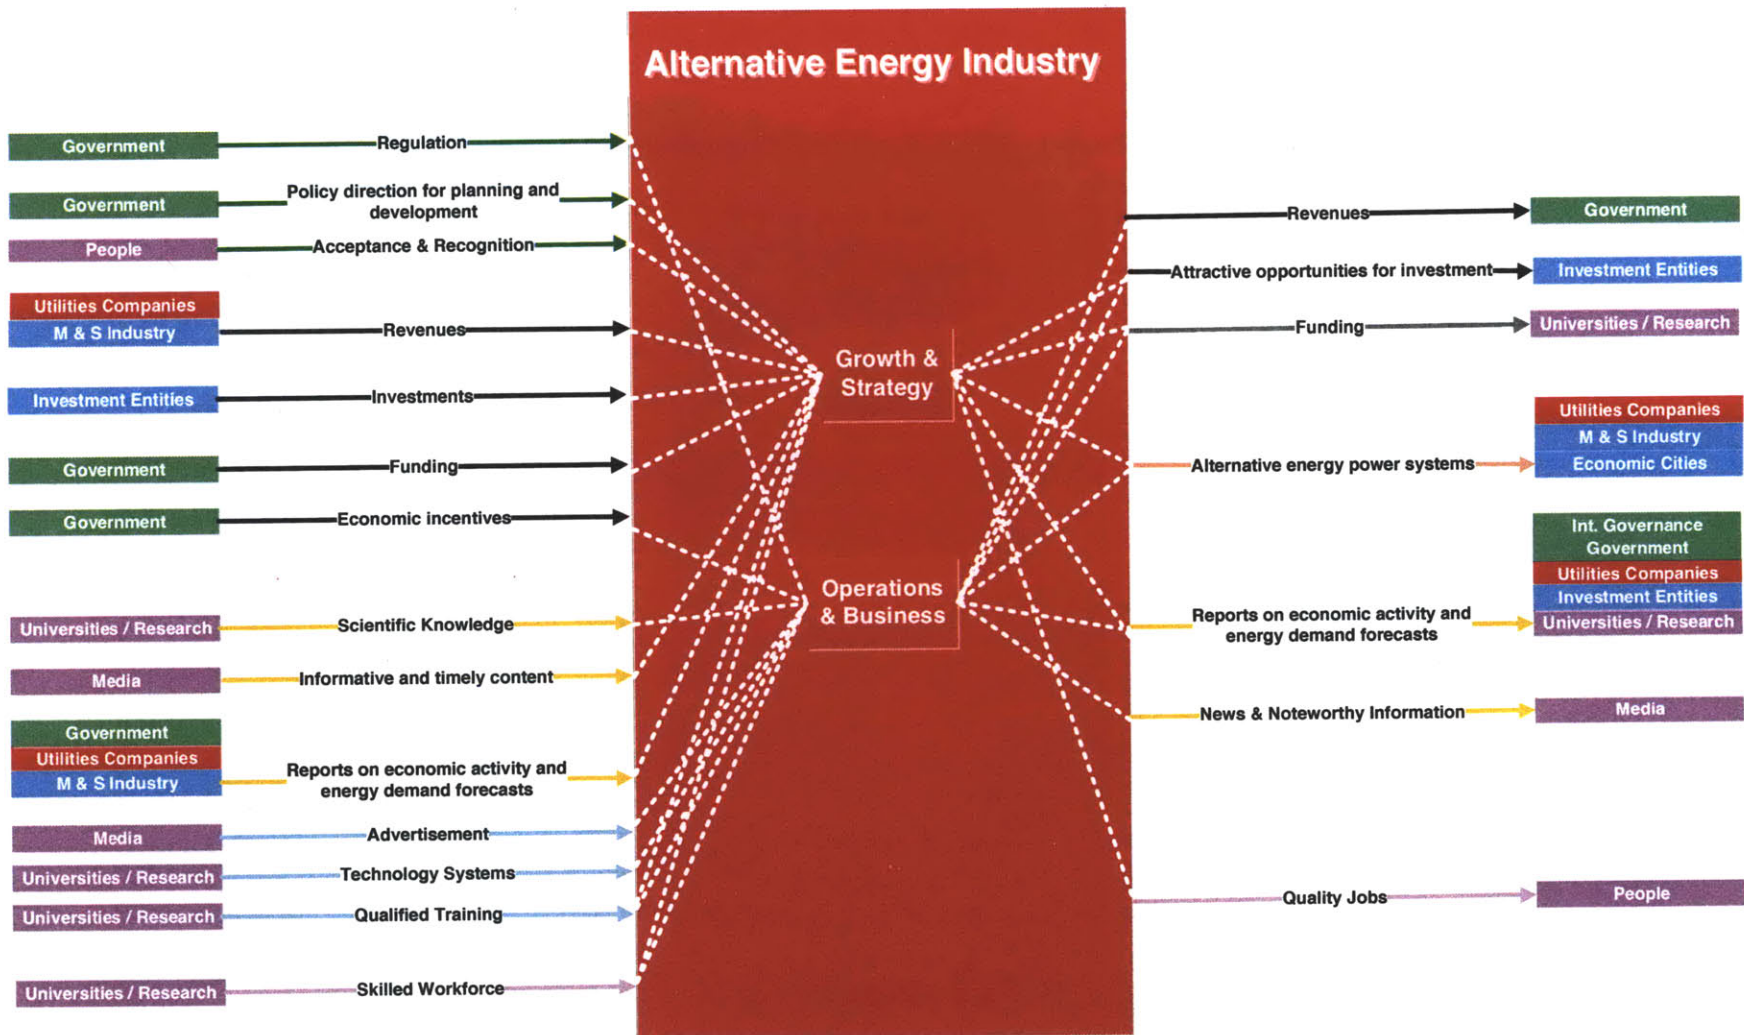 Alternative Energy Industry
Government
Regulation
Government
Policy direction for planning and
development
People
Acceptance & Recognition
Utilities Companies
M & S Industry
Revenues
Investment Entities
Investments
Government
Funding
Government
Economic incentives
Universities / Research
Scientific Knowledge
Media
Informative and timely content
Government
Utilities Companies
M & S Industry
Reports on economic activity and
energy demand forecasts
Media
Advertisement
Universities / Research
Technology Systems
Universities / Research
Qualified Training
Universities / Research
Skilled Workforce
Growth &
Strategy
Operations
& Business
Revenues
Government
Attractive opportunities for investment
Investment Entities
Funding
Universities / Research
Alternative energy power systems
Utilities Companies
M & S Industry
Economic Cities
Reports on economic activity and
energy demand forecasts
Int. Governance
Government
Utilities Companies
Investment Entities
Universities / Research
News & Noteworthy Information
Media
Quality Jobs
People